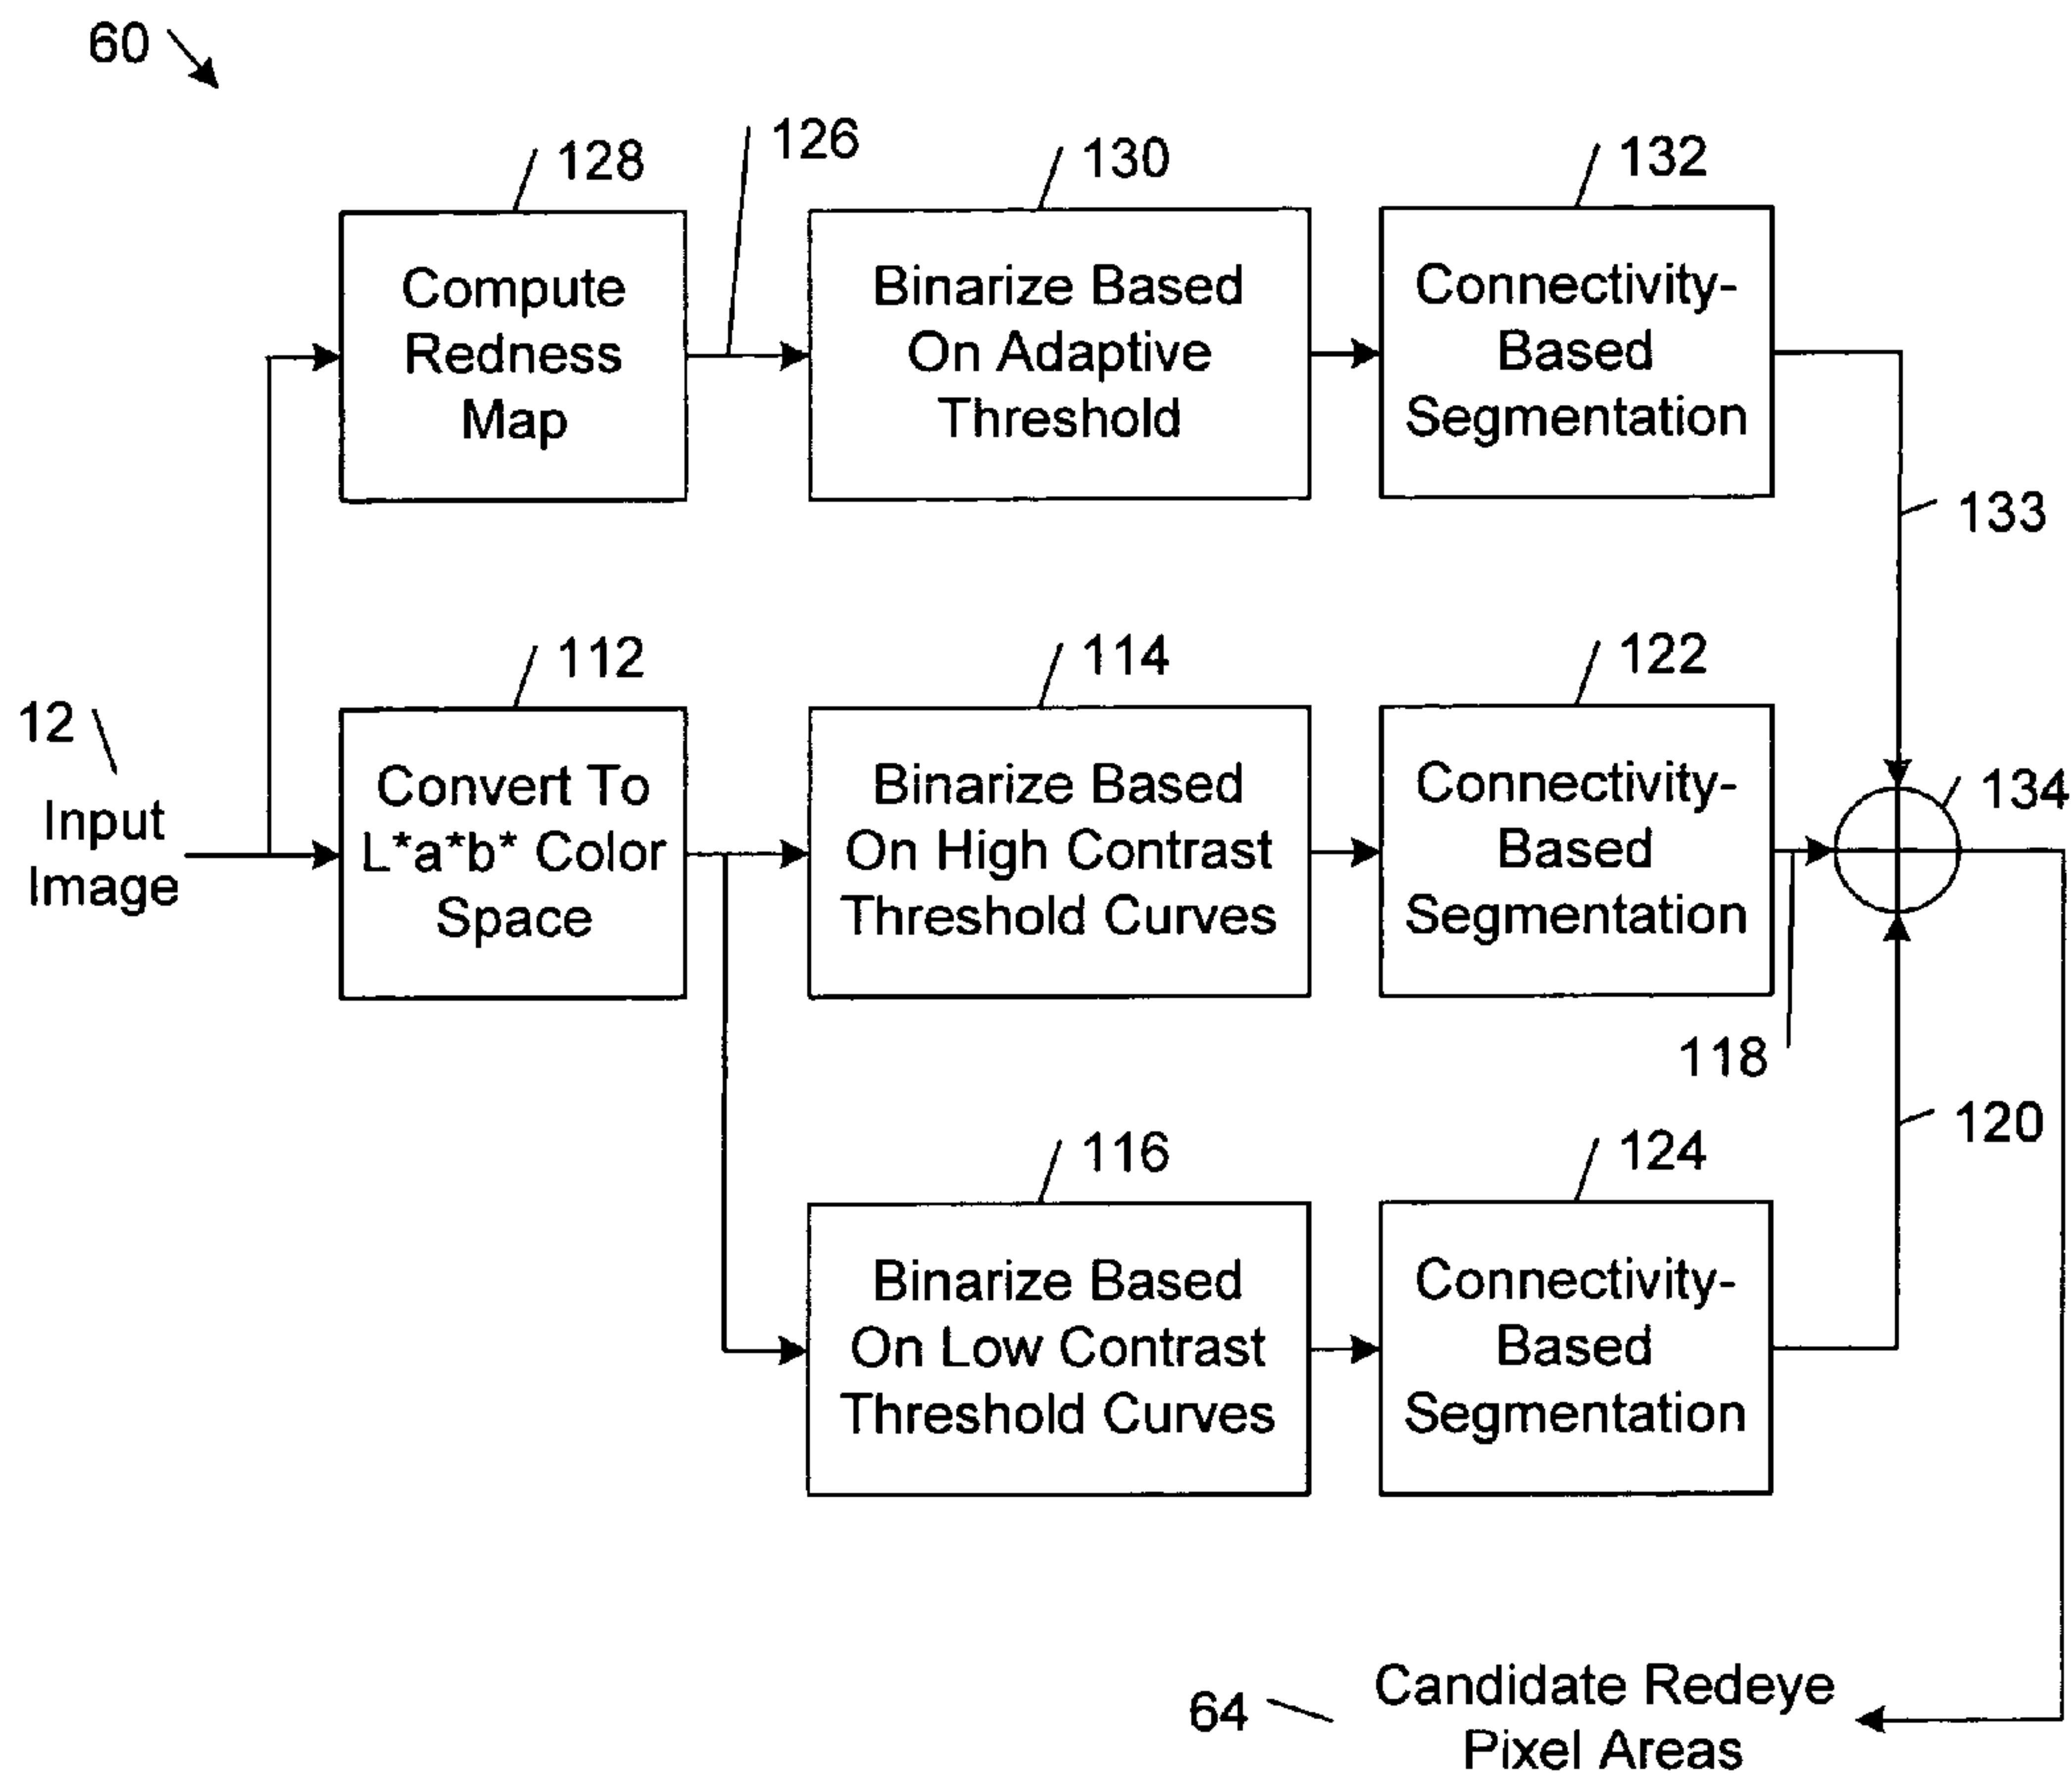 60
128
126
130
132
Compute
Redness
Map
Binarize Based
On Adaptive
Threshold
Connectivity-
Based
Segmentation
133
12
Input
Image
112
114
122
134
Convert To
L*a*b* Color
Space
Binarize Based
On High Contrast
Threshold Curves
Connectivity-
Based
Segmentation
118
120
116
124
Binarize Based
On Low Contrast
Threshold Curves
Connectivity-
Based
Segmentation
64
Candidate Redeye
Pixel Areas